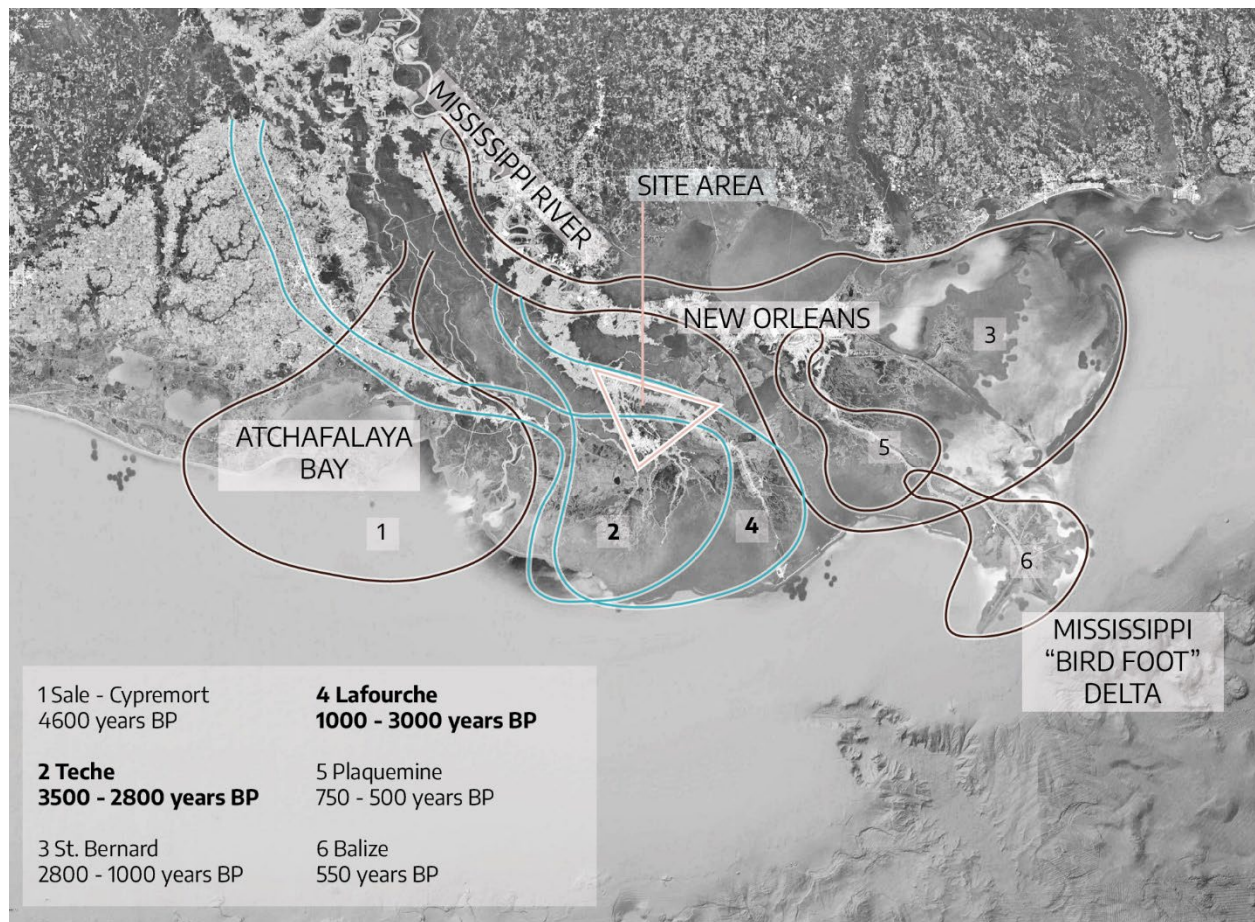 MISSISSIPPI RIVER
SITE AREA
NEW ORLEANS
3
5
ATCHAFALAYA
BAY
1
2
4
6
MISSISSIPPI
“BIRD FOOT”
DELTA
1 Sale - Cypremort
4600 years BP
2 Teche
3500 - 2800 years BP
3 St. Bernard
2800 - 1000 years BP
4 Lafourche
1000 - 3000 years BP
5 Plaquemine
750 - 500 years BP
6 Balize
550 years BP